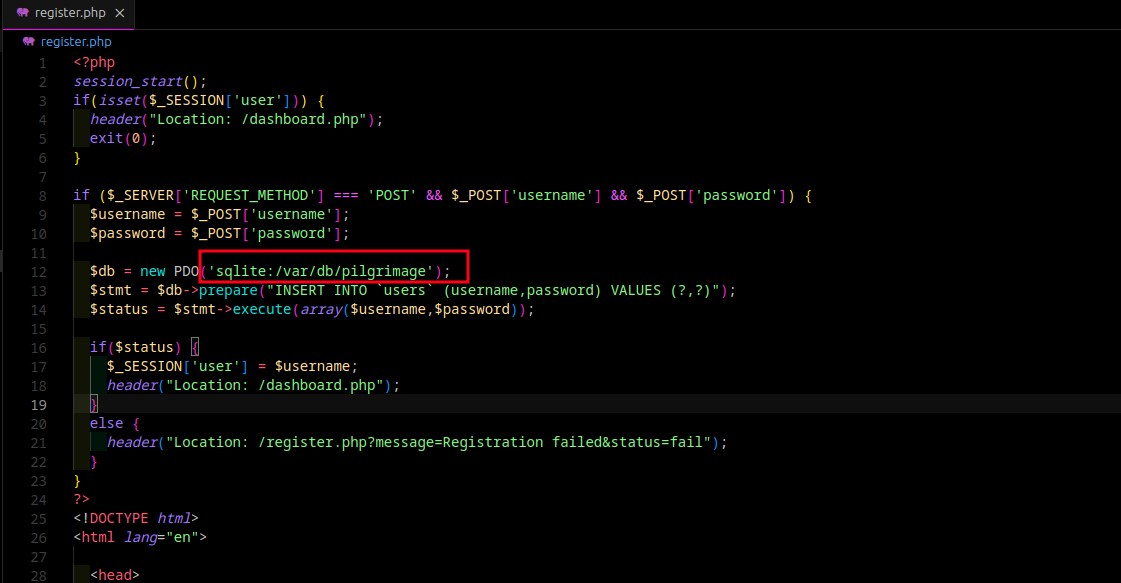 register.php ×
register.php
1 <?php
2 session_start();
3 if(isset($_SESSION['user'])) {
4 header("Location: /dashboard.php");
5 exit(0);
6 }
7
8 if ($_SERVER['REQUEST_METHOD'] === 'POST' && $_POST['username'] && $_POST['password']) {
9 $username = $_POST['username'];
10 $password = $_POST['password'];
11
12 $db = new PDO('sqlite:/var/db/pilgrimage');
13 $stmt = $db->prepare("INSERT INTO `users` (username,password) VALUES (?,?)");
14 $status = $stmt->execute(array($username,$password));
15
16 if($status) {
17 $_SESSION['user'] = $username;
18 header("Location: /dashboard.php");
19 }
20 else {
21 header("Location: /register.php?message=Registration failed&status=fail");
22 }
23 }
24 ?>
25 <!DOCTYPE html>
26 <html lang="en">
27
28 <head>